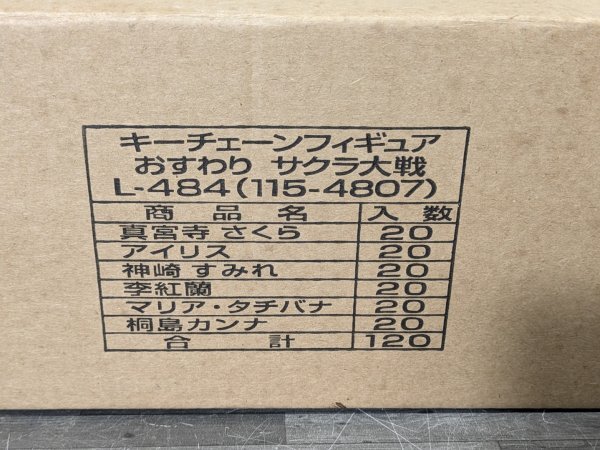 キーチェーンフィギュア
おすわり サクラ大戦
L-484(115-4807)
商品名 入数
真宮寺 さくら 20
アイリス 20
神崎 すみれ 20
李紅蘭 20
マリア・タチバナ 20
桐島カンナ 20
合計 120